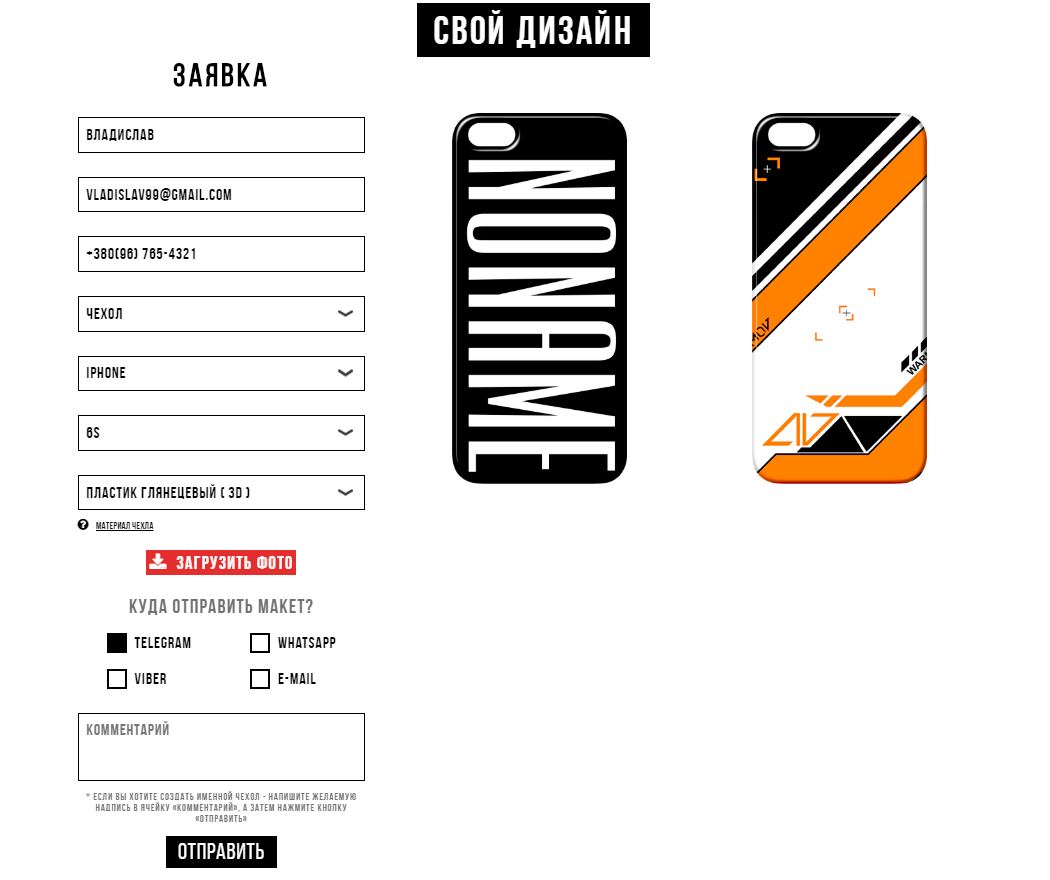 СВОЙ ДИЗАЙН
ЗАЯВКА
ВЛАДИСЛАВ
VLADISLAV99@GMAIL.COM
+380(96) 765-4321
ЧЕХОЛ
IPHONE
6S
ПЛАСТИК ГЛЯНЕЦЕВЫЙ ( 3D )
МАТЕРИАЛ ЧЕХЛА
ЗАГРУЗИТЬ ФОТО
КУДА ОТПРАВИТЬ МАКЕТ?
TELEGRAM
WHATSAPP
VIBER
E-MAIL
КОММЕНТАРИЙ
* ЕСЛИ ВЫ ХОТИТЕ СОЗДАТЬ ИМЕННОЙ ЧЕХОЛ - НАПИШИТЕ ЖЕЛАЕМУЮ
НАДПИСЬ В ЯЧЕЙКУ «КОММЕНТАРИЙ», А ЗАТЕМ НАЖМИТЕ КНОПКУ
«ОТПРАВИТЬ»
ОТПРАВИТЬ
NONAME